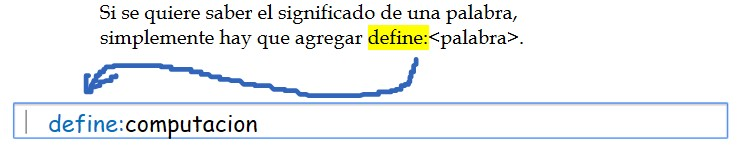 Si se quiere saber el significado de una palabra,
simplemente hay que agregar define:<palabra>.
define:computacion